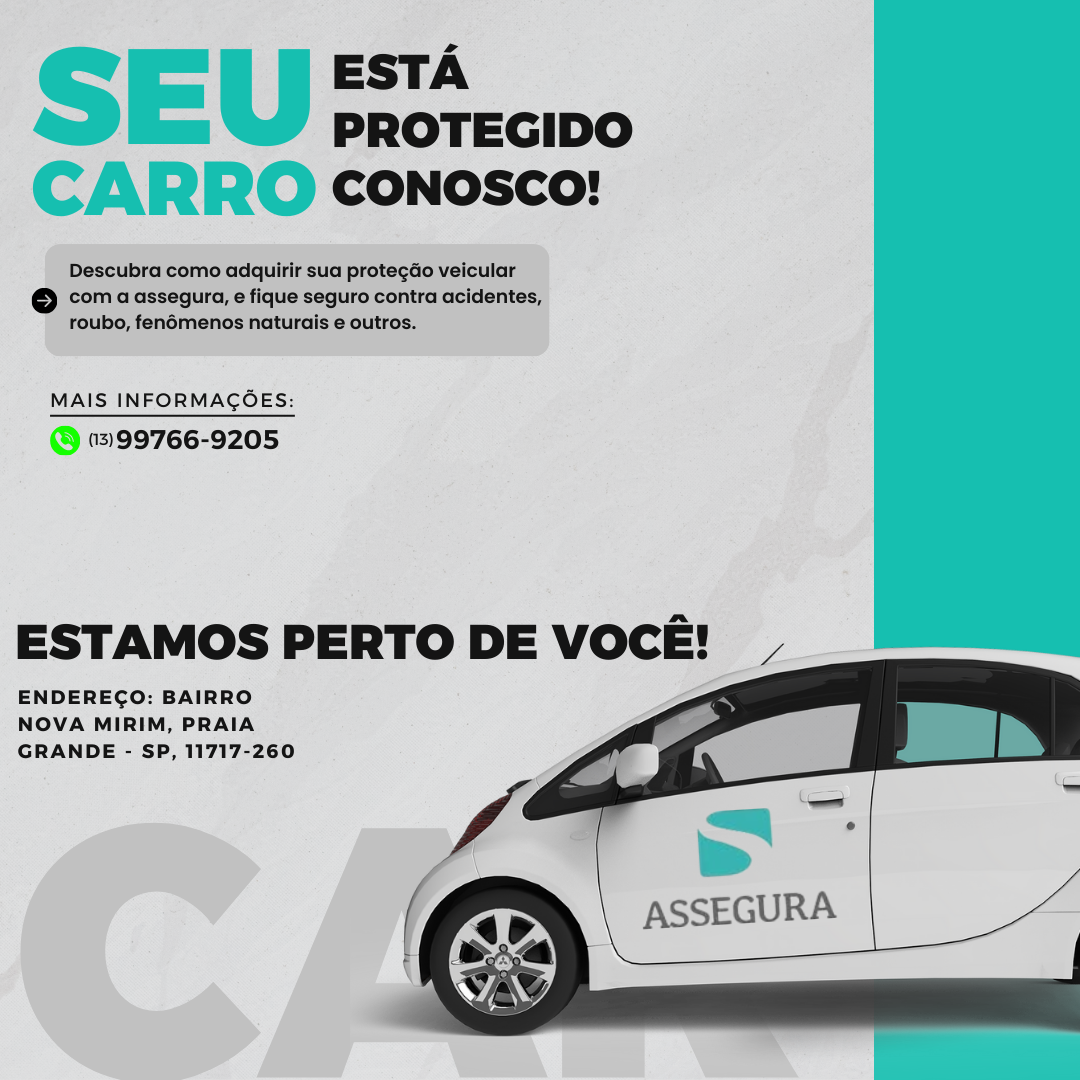 SEU
CARRO
ESTÁ
PROTEGIDO
CONOSCO!
Descubra como adquirir sua proteção veicular
com a assegura, e fique seguro contra acidentes,
roubo, fenômenos naturais e outros.
MAIS INFORMAÇÕES:
(13) 99766-9205
ESTAMOS PERTO DE VOCÊ!
ENDEREÇO: BAIRRO
NOVA MIRIM, PRAIA
GRANDE - SP, 11717-260
ASSEGURA
CAR